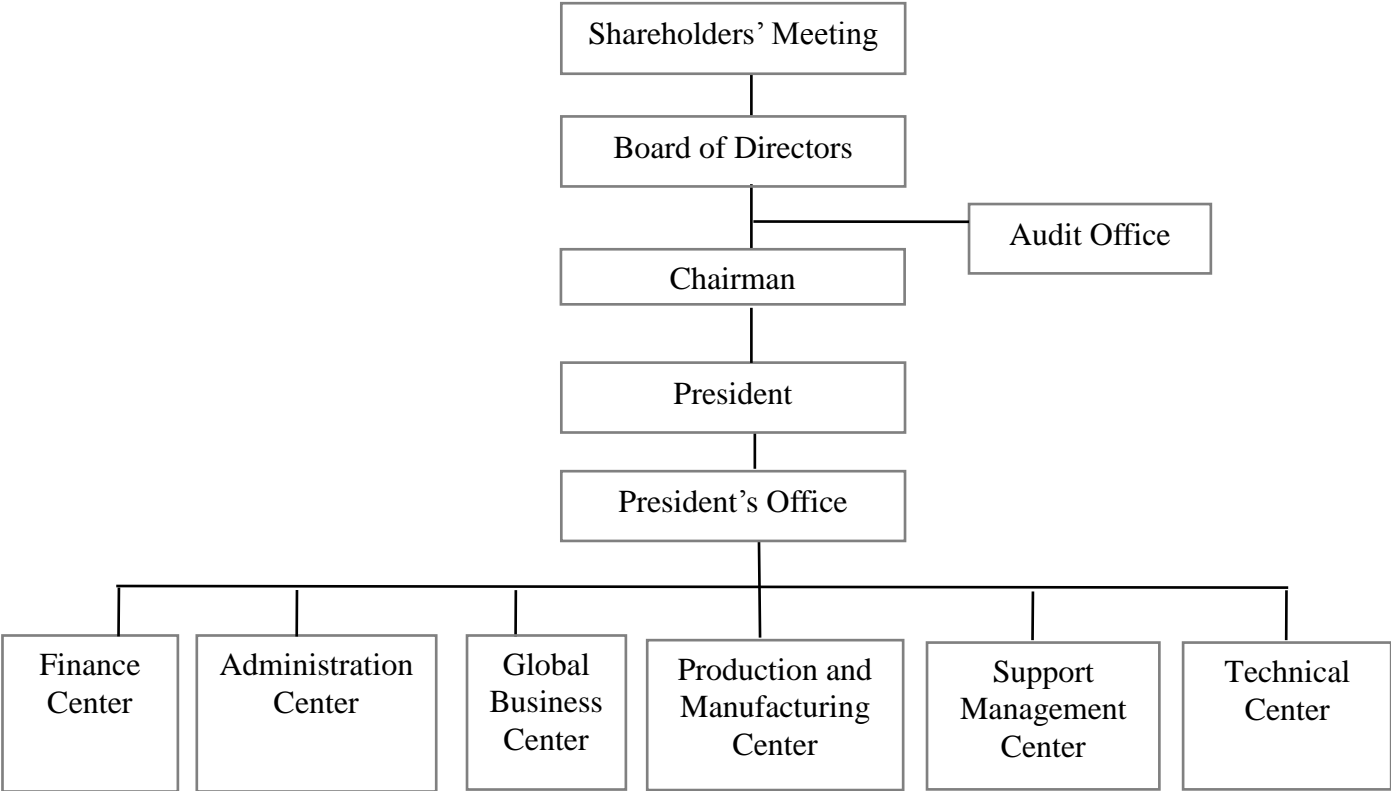 Shareholders’ Meeting
Board of Directors
Audit Office
Chairman
President
President’s Office
Finance
Center
Administration
Center
Global
Business
Center
Production and
Manufacturing
Center
Support
Management
Center
Technical
Center